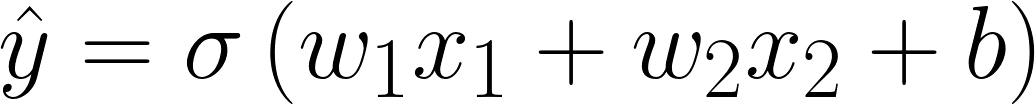 ŷ = σ (w₁x₁ + w₂x₂ + b)